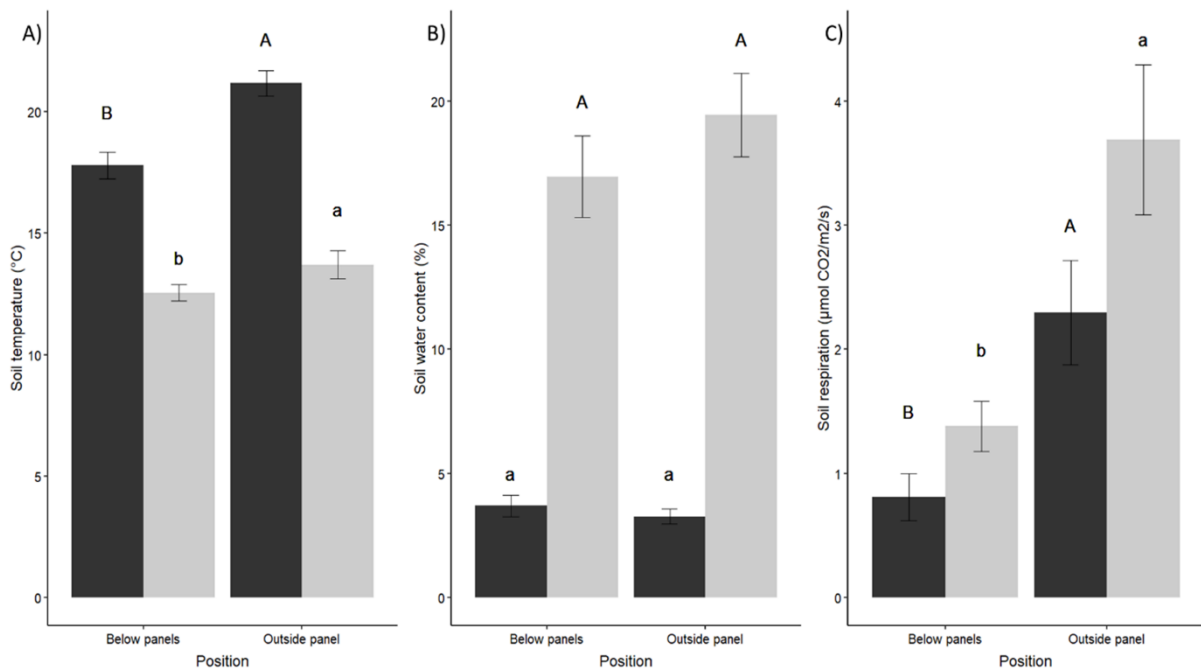 A)
Soil temperature (°C)
20
15
10
5
0
B
b
A
a
Below panels
Outside panel
Position
B)
Soil water content (%)
20
15
10
5
0
a
A
a
A
Below panels
Outside panel
Position
C)
Soil respiration (µmol CO2/m2/s)
4
3
2
1
0
B
b
A
a
Below panels
Outside panel
Position